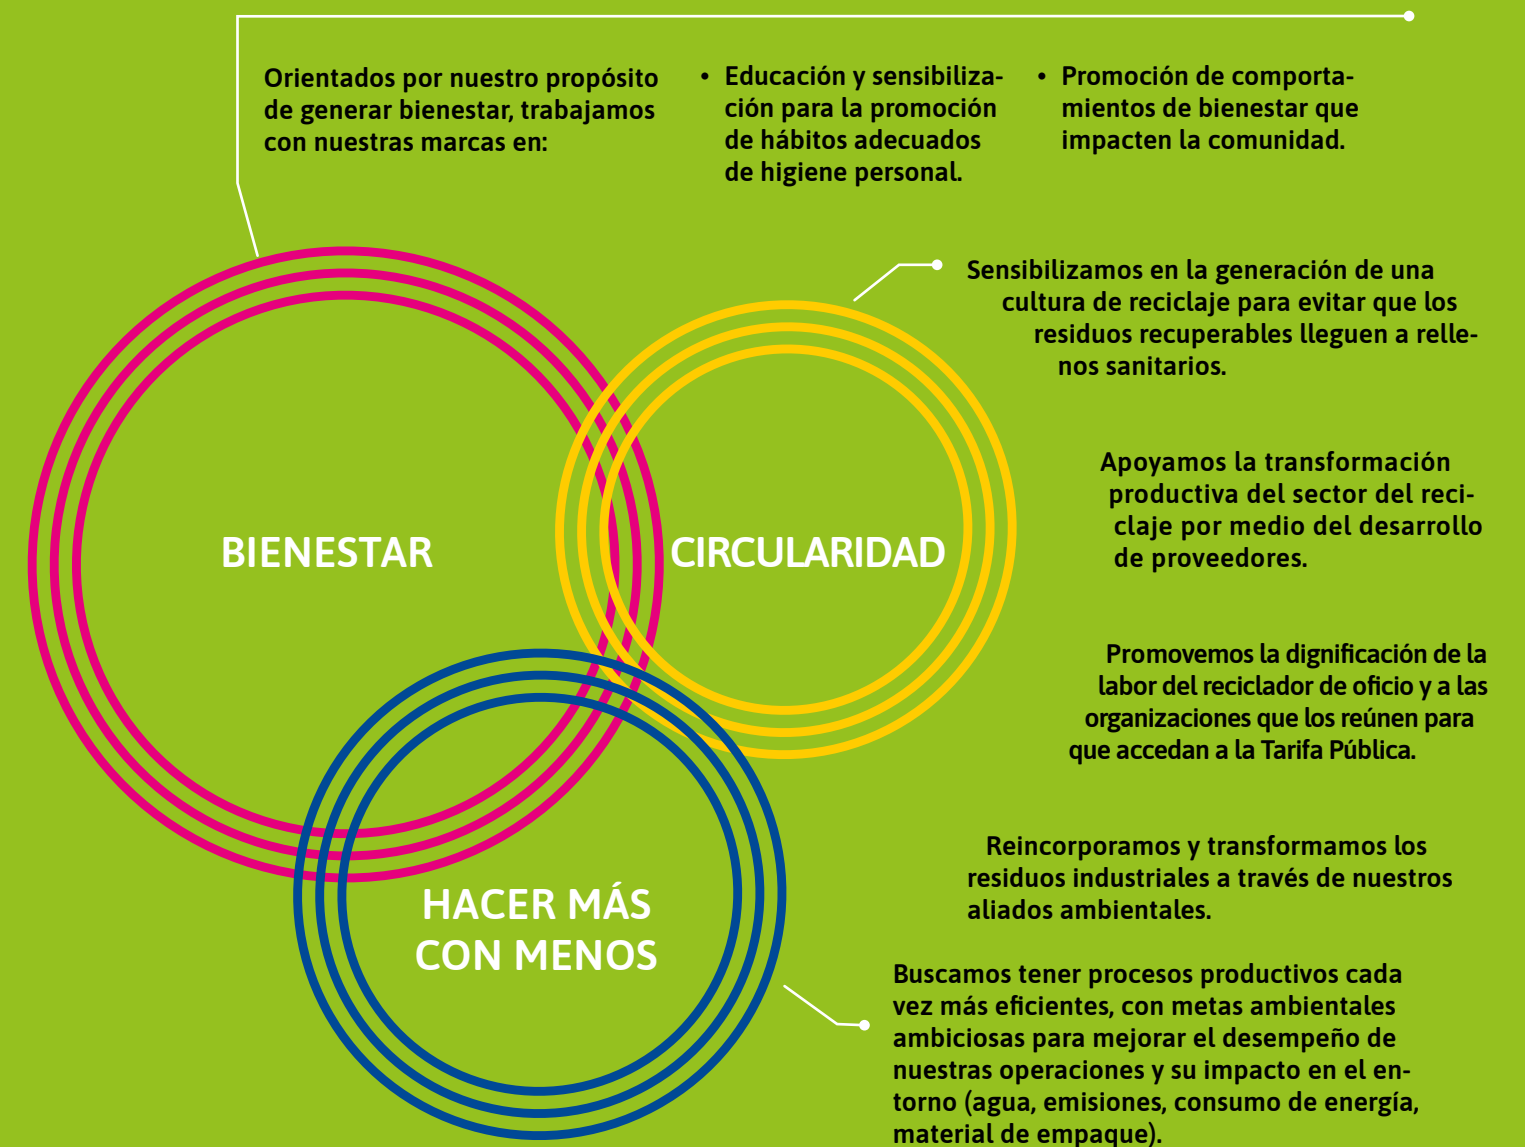 Orientados por nuestro propósito
de generar bienestar, trabajamos
con nuestras marcas en:
• Educación y sensibiliza-
ción para la promoción
de hábitos adecuados
de higiene personal.
• Promoción de comporta-
mientos de bienestar que
impacten la comunidad.
Sensibilizamos en la generación de una
cultura de reciclaje para evitar que los
residuos recuperables lleguen a relle-
nos sanitarios.
Apoyamos la transformación
productiva del sector del reci-
claje por medio del desarrollo
de proveedores.
BIENESTAR
CIRCULARIDAD
Promovemos la dignificación de la
labor del reciclador de oficio y a las
organizaciones que los reúnen para
que accedan a la Tarifa Pública.
Reincorporamos y transformamos los
residuos industriales a través de nuestros
aliados ambientales.
HACER MÁS
CON MENOS
Buscamos tener procesos productivos cada
vez más eficientes, con metas ambientales
ambiciosas para mejorar el desempeño de
nuestras operaciones y su impacto en el en-
torno (agua, emisiones, consumo de energía,
material de empaque).